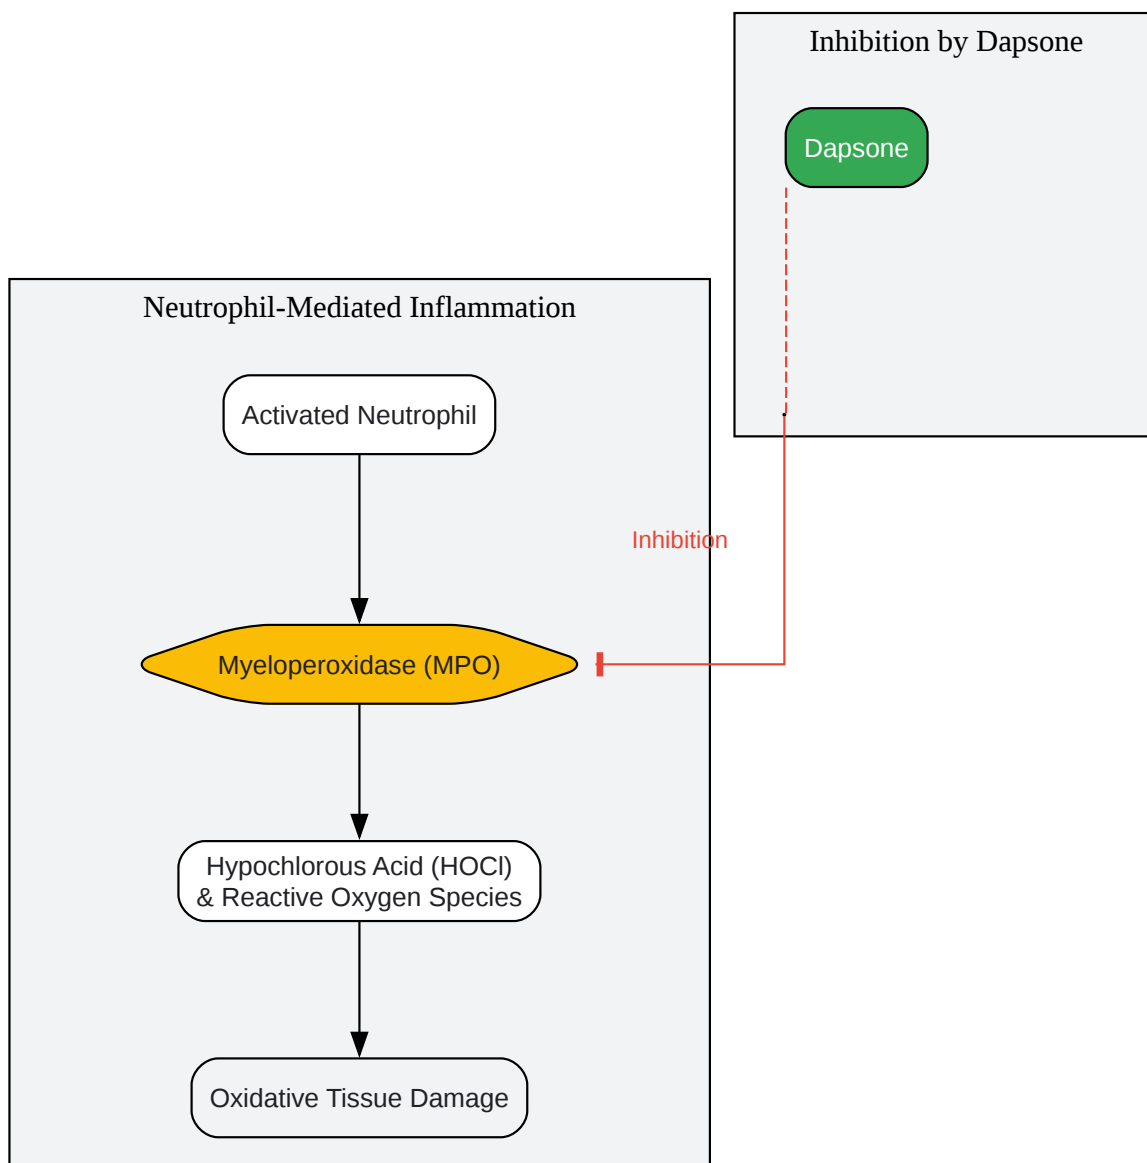 Inhibition by Dapsone
Dapsone
Neutrophil-Mediated Inflammation
Activated Neutrophil
Inhibition
Myeloperoxidase (MPO)
Hypochlorous Acid (HOCl)
& Reactive Oxygen Species
Oxidative Tissue Damage